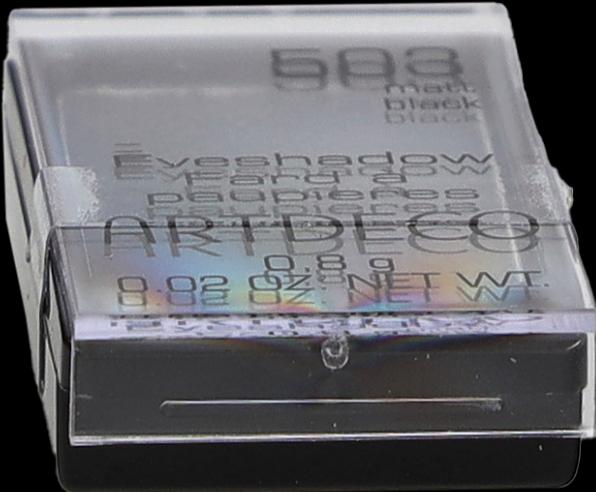 503
matt
black
Eyeshadow
Fard à
paupières
ARTDECO
0.8 g
0.02 OZ. NET WT.